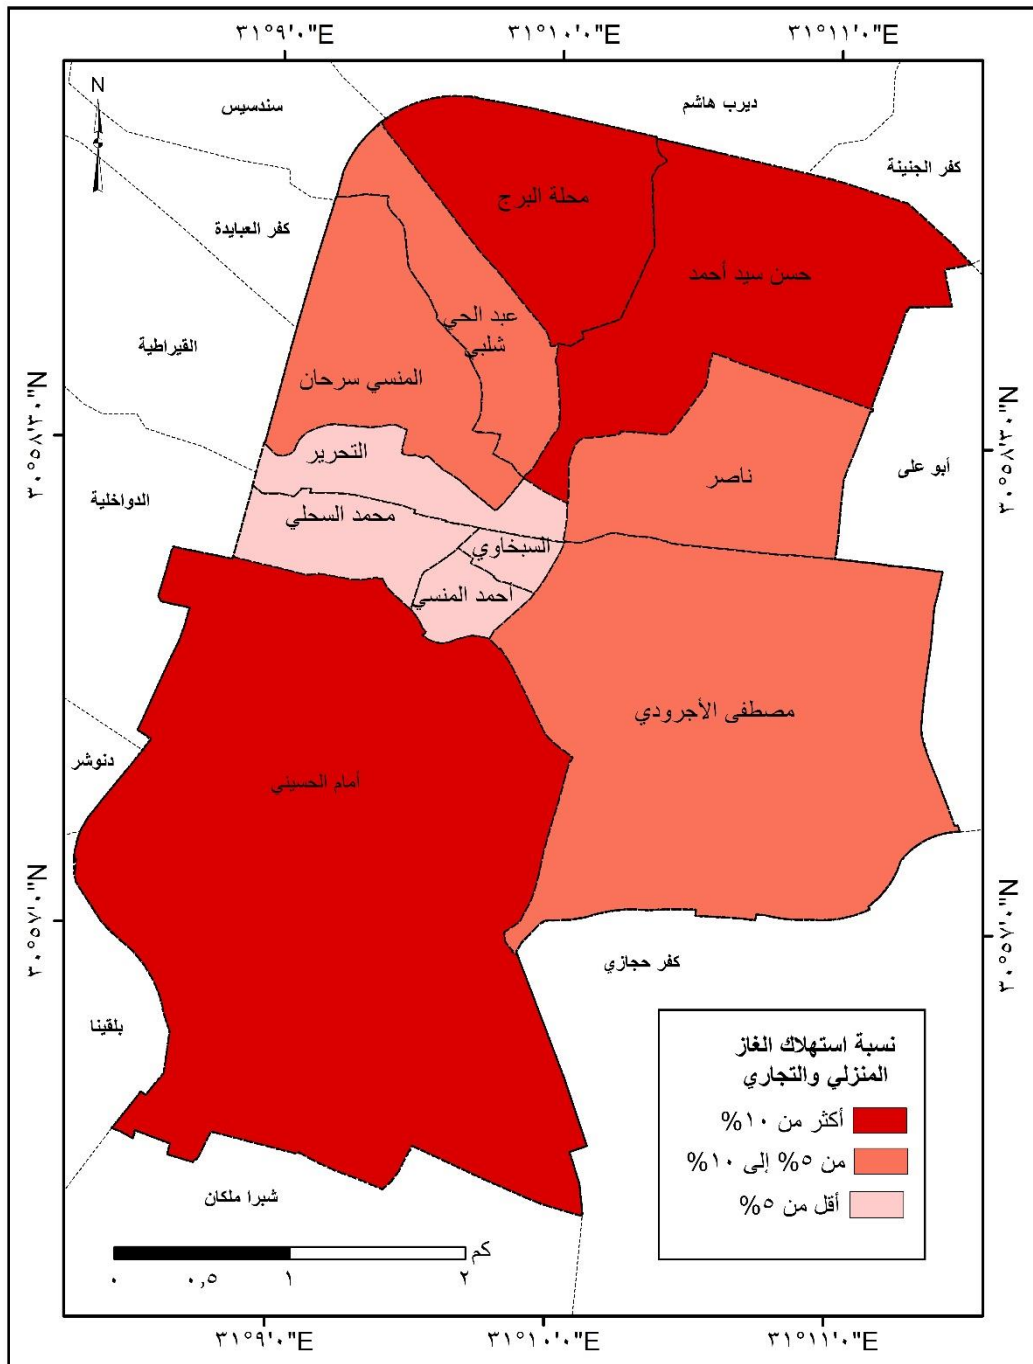 ٣١°٩'٠"E
٣١°١٠'٠"E
٣١°١١'٠"E
N
سندسيس
ديرب هاشم
كفر الجنينة
محلة البرج
كفر العبايدة
حسن سيد أحمد
عبد الحي
شلبي
القيراطية
المنسي سرحان
٣٠°٥٨'٣٠"N
٣٠°٥٨'٣٠"N
التحرير
ناصر
أبو على
الدواخلية
محمد السحلي
السبخاوي
أحمد المنسي
مصطفى الأجرودي
دنوشر
أمام الحسيني
٣٠°٥٧'٠"N
٣٠°٥٧'٠"N
كفر حجازي
بلقينا
نسبة استهلاك الغاز
المنزلي والتجاري
أكثر من ١٠%
من ٥% إلى ١٠%
أقل من ٥%
شبرا ملكان
كم
٠ ٠,٥ ١ ٢
٣١°٩'٠"E
٣١°١٠'٠"E
٣١°١١'٠"E